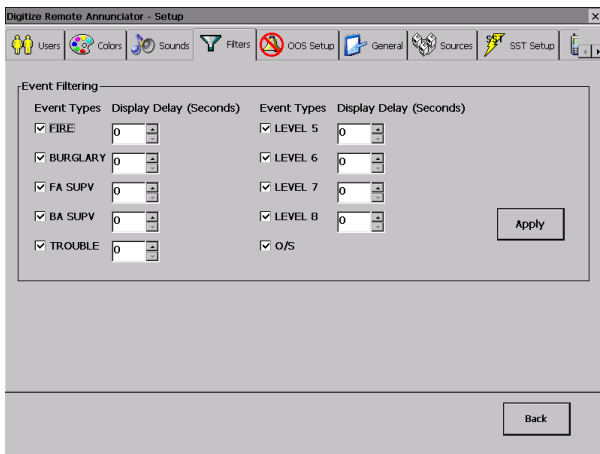 Digitize Remote Annunciator - Setup
Users Colors Sounds Filters OOS Setup General Sources SST SST Setup
Event Filtering
Event Types Display Delay (Seconds) Event Types Display Delay (Seconds)
FIRE 0 LEVEL 5 0
BURGLARY 0 LEVEL 6 0
FA SUPV 0 LEVEL 7 0
BA SUPV 0 LEVEL 8 0
Apply
TROUBLE 0 O/S
Back